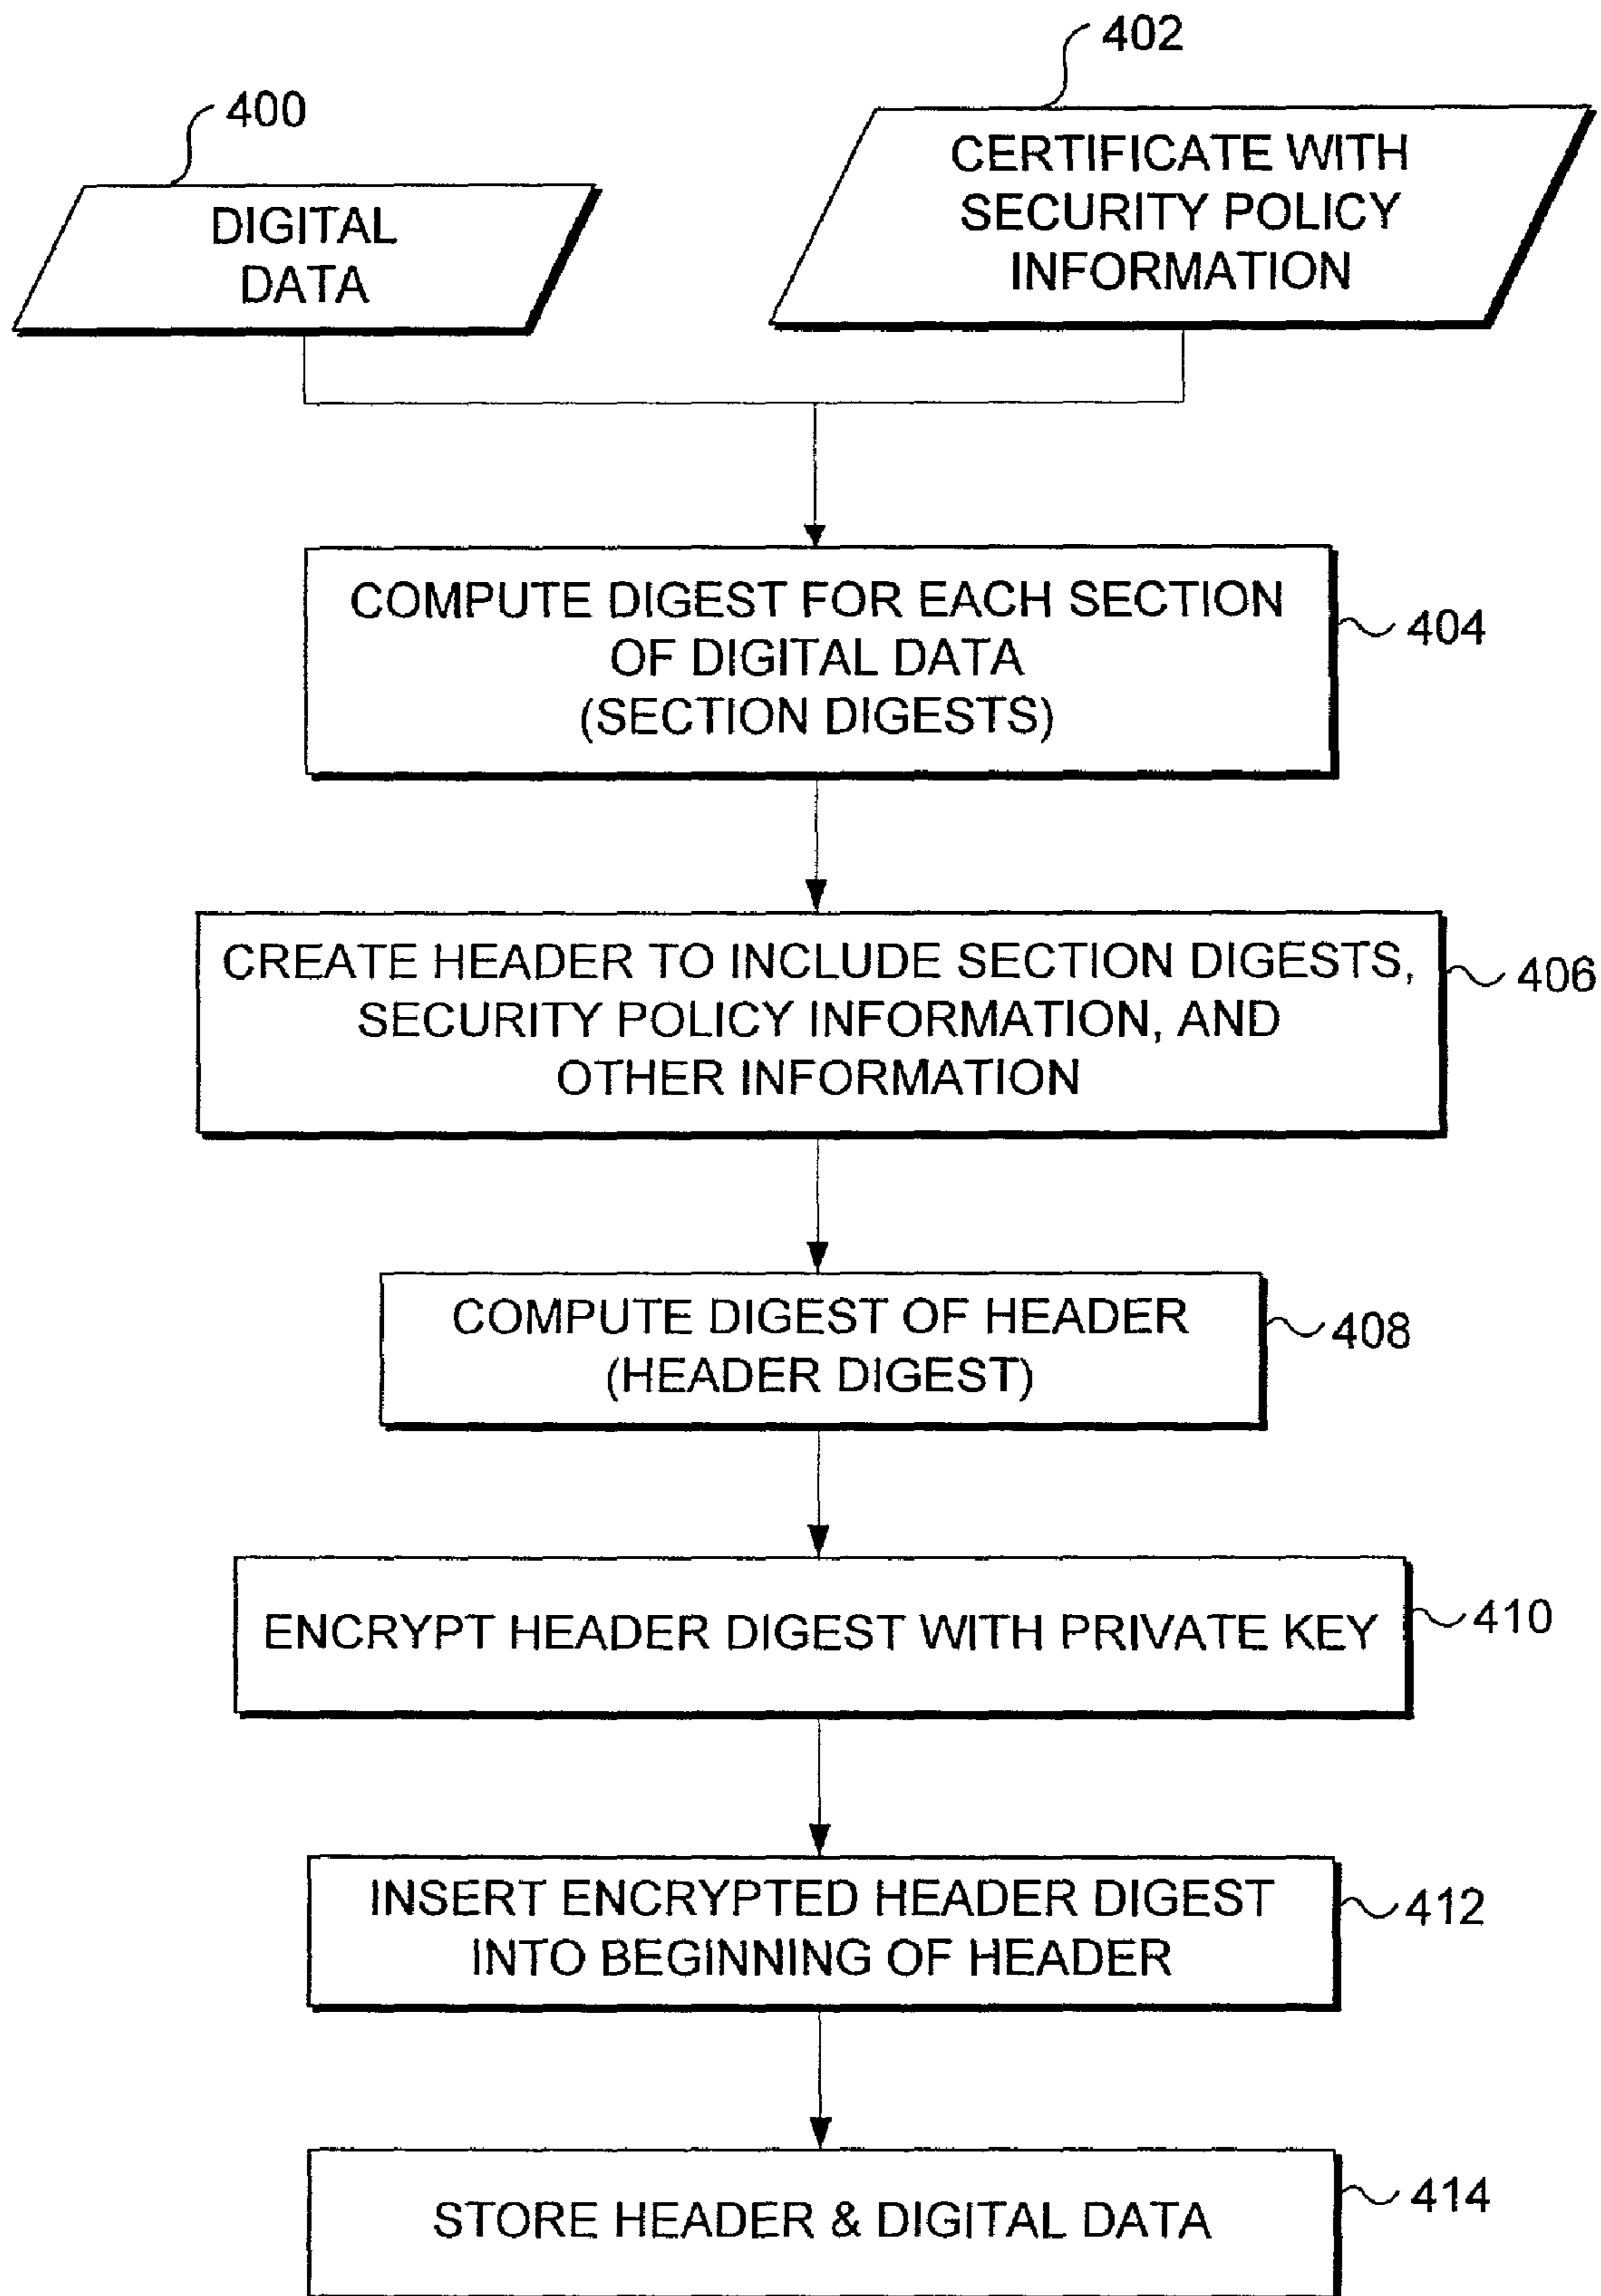 402
400
CERTIFICATE WITH
SECURITY POLICY
INFORMATION
DIGITAL
DATA
COMPUTE DIGEST FOR EACH SECTION
OF DIGITAL DATA
(SECTION DIGESTS)
404
CREATE HEADER TO INCLUDE SECTION DIGESTS,
SECURITY POLICY INFORMATION, AND
OTHER INFORMATION
406
COMPUTE DIGEST OF HEADER
(HEADER DIGEST)
408
ENCRYPT HEADER DIGEST WITH PRIVATE KEY
410
INSERT ENCRYPTED HEADER DIGEST
INTO BEGINNING OF HEADER
412
STORE HEADER & DIGITAL DATA
414